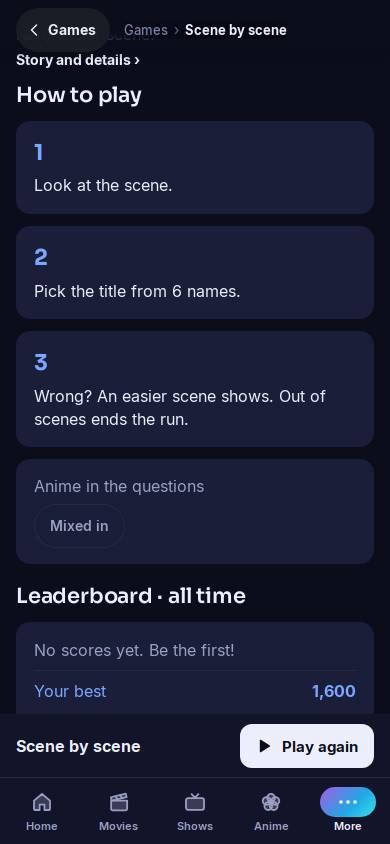 Games
Games › Scene by scene
Story and details ›
How to play
1
Look at the scene.
2
Pick the title from 6 names.
3
Wrong? An easier scene shows. Out of
scenes ends the run.
Anime in the questions
Mixed in
Leaderboard · all time
No scores yet. Be the first!
Your best 1,600
Scene by scene
Play again
Home Movies Shows Anime More